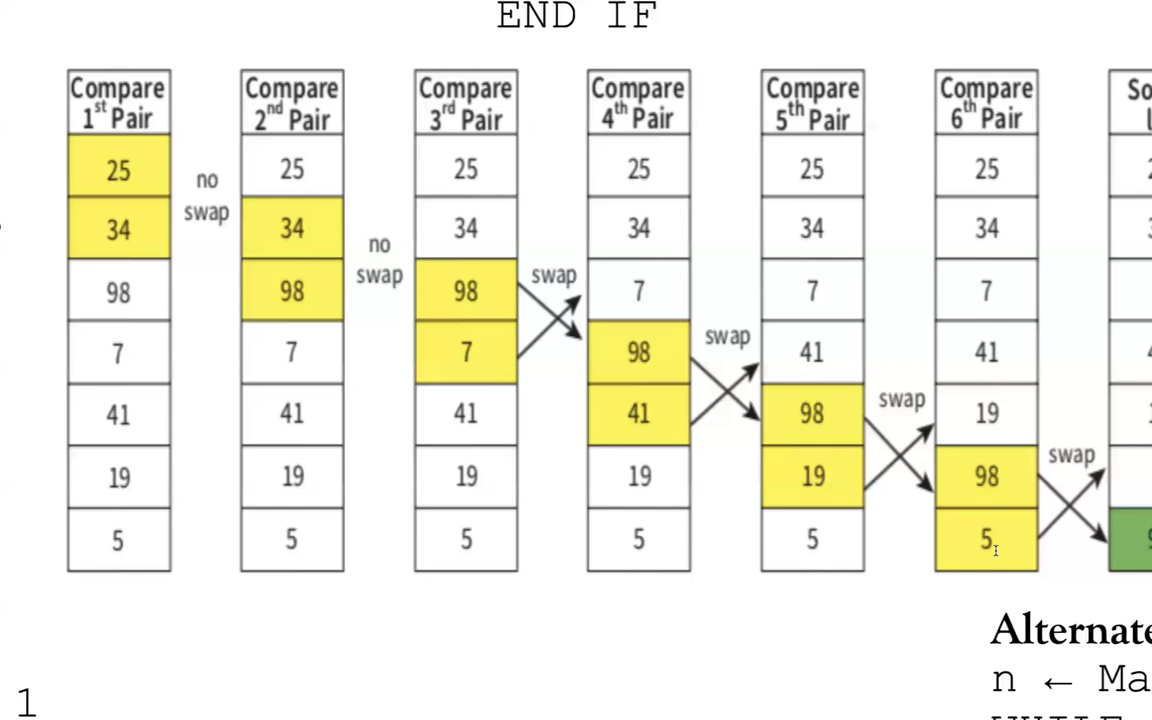 END IF
Compare Compare Compare Compare Compare Compare
1st Pair 2nd Pair 3rd Pair 4th Pair 5th Pair 6th Pair
25 25 25 25 25 25
no
swap
34 34 34 34 34 34
no
swap
98 98 98 7 7 7
swap
7 7 7 98 41 41
swap
41 41 41 41 98 19
swap
19 19 19 19 19 98
swap
5 5 5 5 5 5
n ←
1